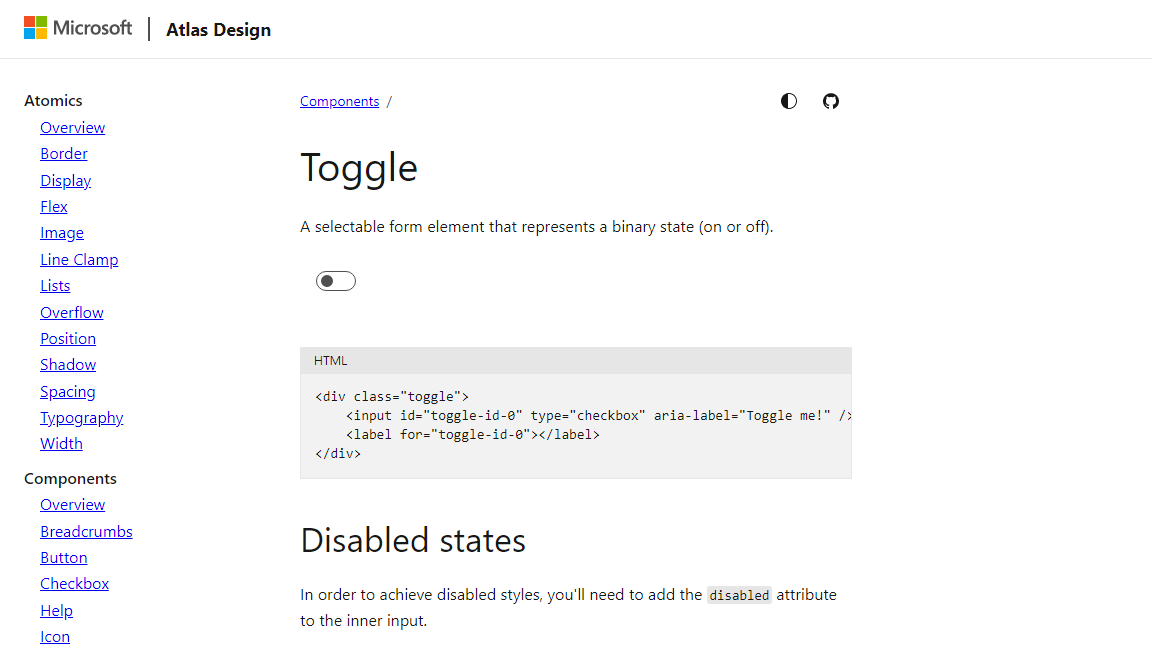 Microsoft | Atlas Design
Atomics
Overview
Border
Display
Flex
Image
Line Clamp
Lists
Overflow
Position
Shadow
Spacing
Typography
Width
Components
Overview
Breadcrumbs
Button
Checkbox
Help
Icon
Components /
Toggle
A selectable form element that represents a binary state (on or off).
HTML
<div class="toggle">
    <input id="toggle-id-0" type="checkbox" aria-label="Toggle me!" />
    <label for="toggle-id-0"></label>
</div>
Disabled states
In order to achieve disabled styles, you'll need to add the disabled attribute
to the inner input.